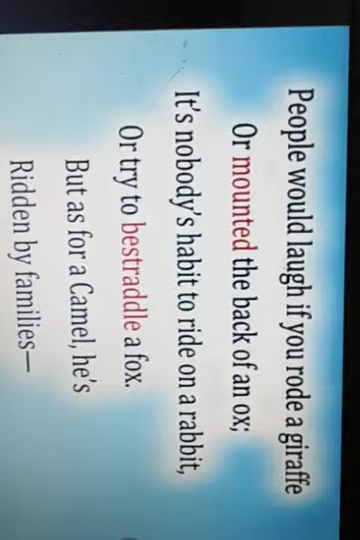 People would laugh if you rode a giraffe
Or mounted the back of an ox;
It's nobody's habit to ride on a rabbit,
Or try to bestraddle a fox.
But as for a Camel, he's
Ridden by families—